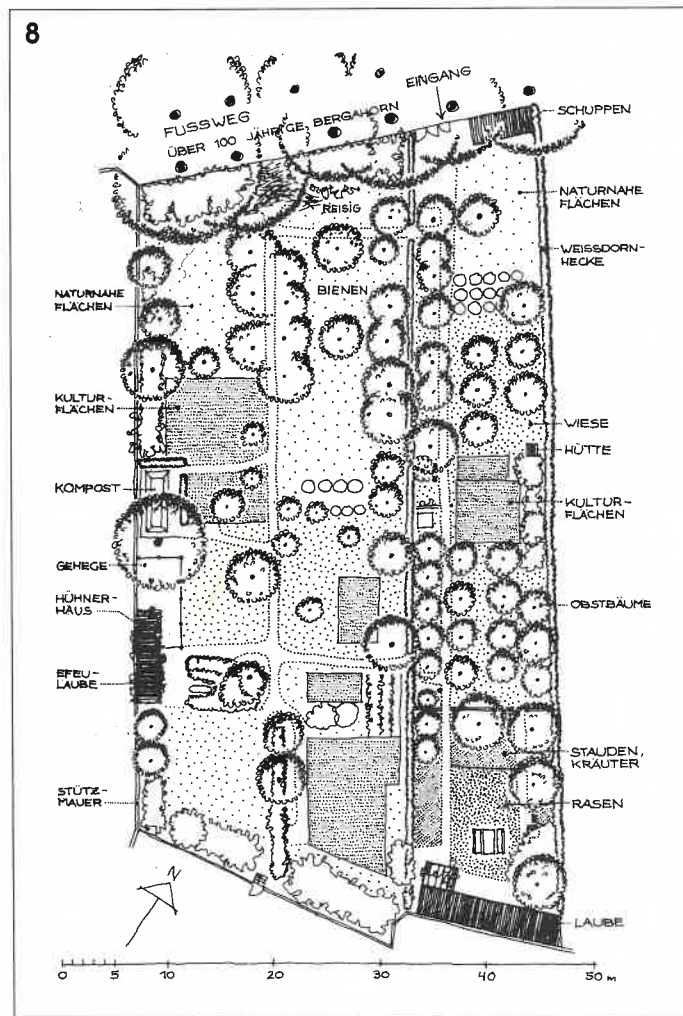 8
EINGANG
FUSSWEG
ÜBER 100 JÄHRIGE BERGAHORN
SCHUPPEN
REISIG
NATURNAHE
FLÄCHEN
WEISSDORN-
HECKE
BIENEN
NATURNAHE
FLÄCHEN
KULTUR-
FLÄCHEN
WIESE
HÜTTE
KOMPOST
KULTUR-
FLÄCHEN
GEHEGE
HÜHNER-
HAUS
OBSTBÄUME
EFEU-
LAUBE
STAUDEN,
KRÄUTER
STÜTZ-
MAUER
RASEN
N
LAUBE
0 5 10 20 30 40 50 m